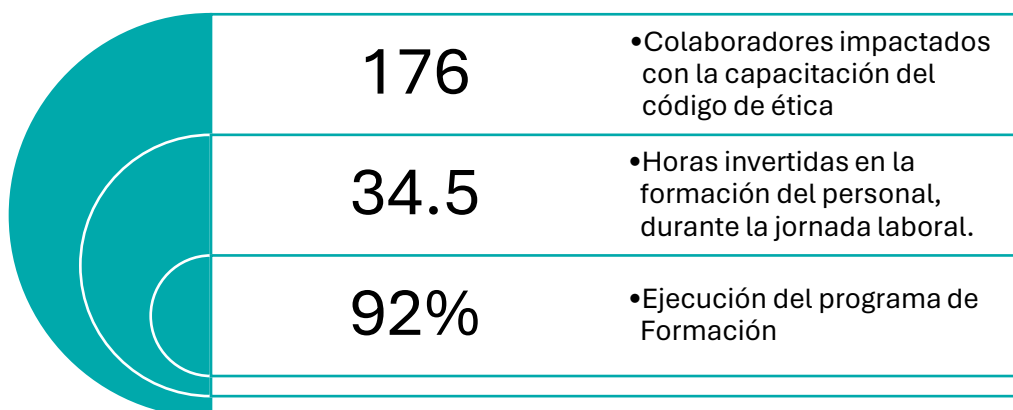 176
•Colaboradores impactados
con la capacitación del
código de ética
34.5
•Horas invertidas en la
formación del personal,
durante la jornada laboral.
92%
•Ejecución del programa de
Formación